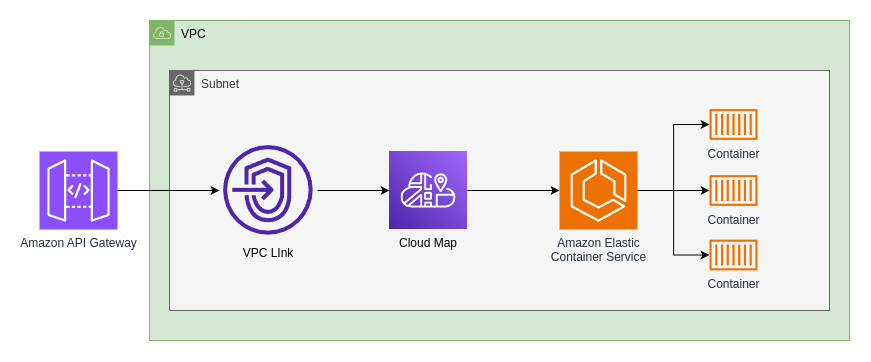 VPC
Subnet
Amazon API Gateway
VPC LInk
Cloud Map
Amazon Elastic
Container Service
Container
Container
Container